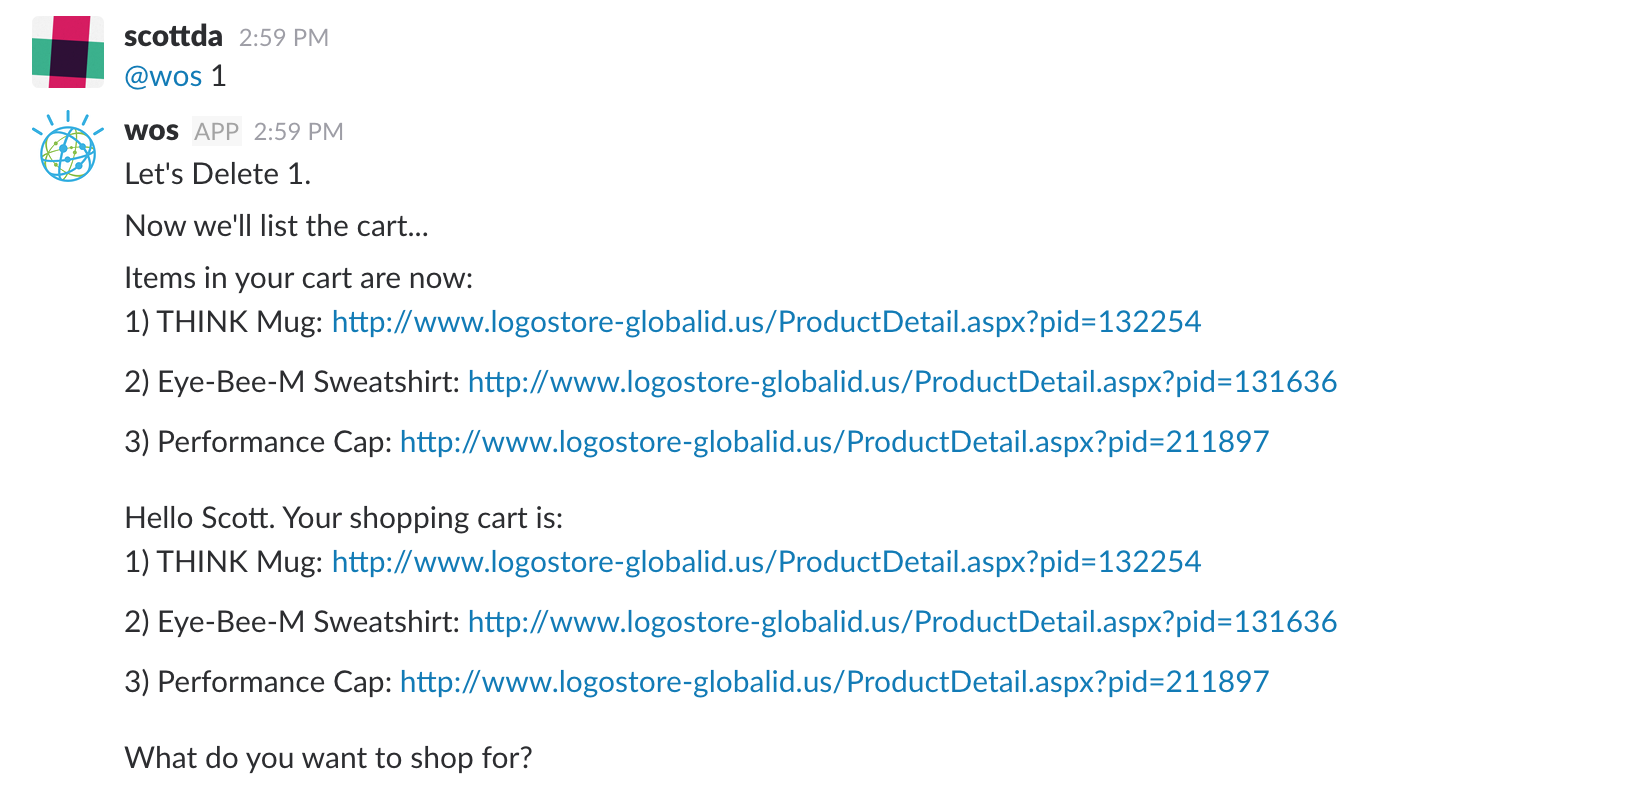 scottda 2:59 PM
@wos 1
wos APP 2:59 PM
Let's Delete 1.
Now we'll list the cart...
Items in your cart are now:
1) THINK Mug: http://www.logostore-globalid.us/ProductDetail.aspx?pid=132254
2) Eye-Bee-M Sweatshirt: http://www.logostore-globalid.us/ProductDetail.aspx?pid=131636
3) Performance Cap: http://www.logostore-globalid.us/ProductDetail.aspx?pid=211897
Hello Scott. Your shopping cart is:
1) THINK Mug: http://www.logostore-globalid.us/ProductDetail.aspx?pid=132254
2) Eye-Bee-M Sweatshirt: http://www.logostore-globalid.us/ProductDetail.aspx?pid=131636
3) Performance Cap: http://www.logostore-globalid.us/ProductDetail.aspx?pid=211897
What do you want to shop for?